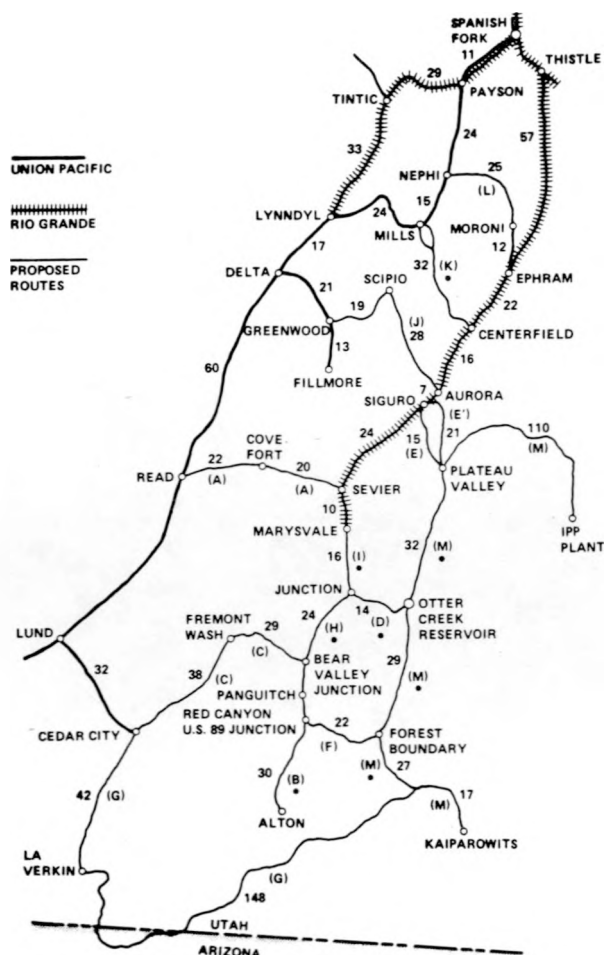 SPANISH
FORK
11
THISTLE
29
TINTIC
PAYSON
57
33
24
UNION PACIFIC
NEPHI
25
(L)
RIO GRANDE
LYNNDYL
24
15
MILLS
MORONI
17
12
PROPOSED
ROUTES
DELTA
SCIPIO
32
(K)
EPHRAM
21
22
19
GREENWOOD
(J)
28
CENTERFIELD
13
16
60
FILLMORE
7
AURORA
SIGURO
(E')
24
15
(E)
21
110
(M)
COVE
FORT
22
(A)
20
(A)
PLATEAU
VALLEY
READ
SEVIER
10
IPP
PLANT
MARYSVALE
16
(I)
32
(M)
JUNCTION
14
(D)
OTTER
CREEK
RESERVOIR
FREMONT
WASH
29
(C)
24
(H)
LUND
38
(C)
BEAR
VALLEY
JUNCTION
29
(M)
32
PANGUITCH
RED CANYON
U.S. 89 JUNCTION
22
(F)
CEDAR CITY
FOREST
BOUNDARY
30
(B)
(M)
27
42
(G)
17
(M)
ALTON
KAIPAROWITS
LA
VERKIN
(G)
148
UTAH
ARIZONA